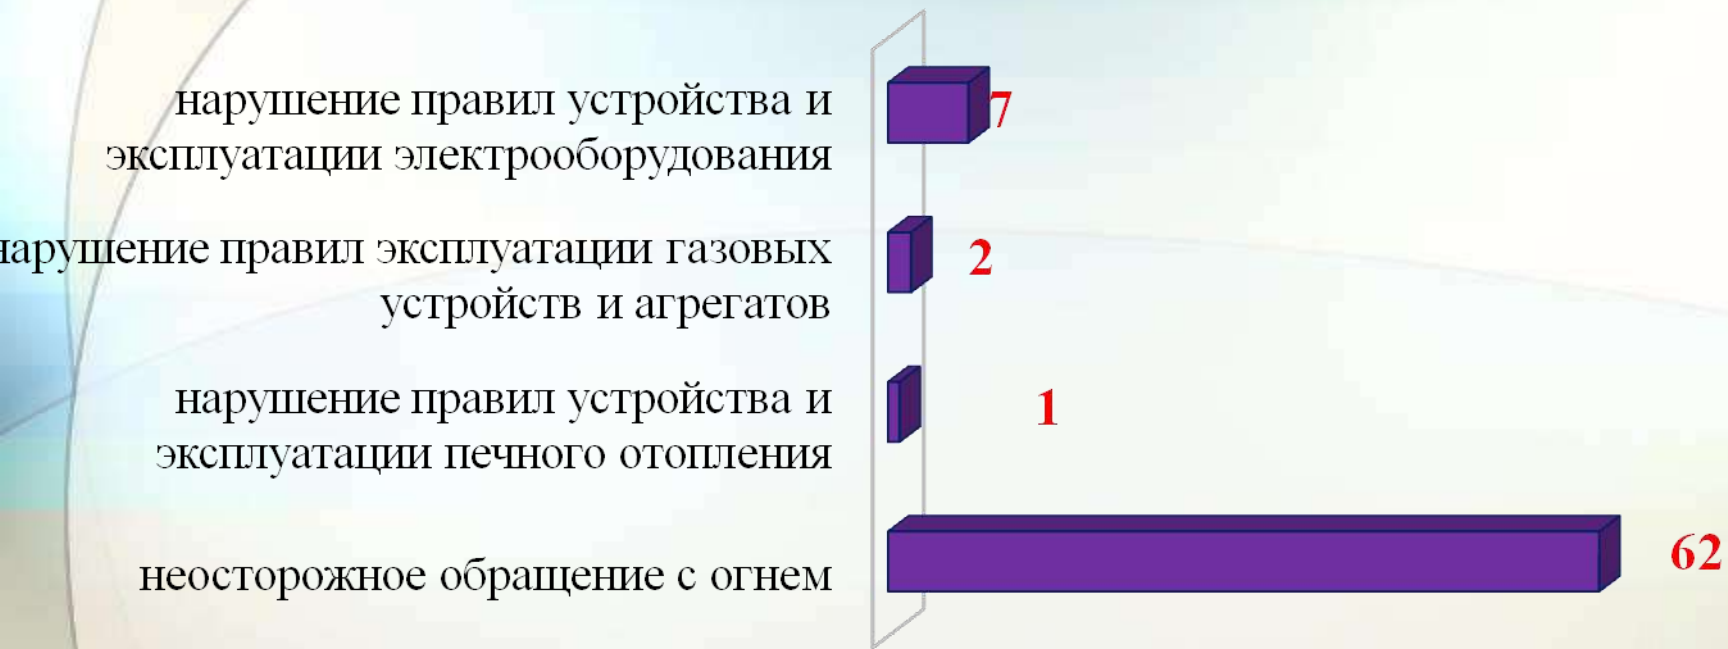 нарушение правил устройства и
эксплуатации электрооборудования
7
нарушение правил эксплуатации газовых
устройств и агрегатов
2
нарушение правил устройства и
эксплуатации печного отопления
1
неосторожное обращение с огнем
62